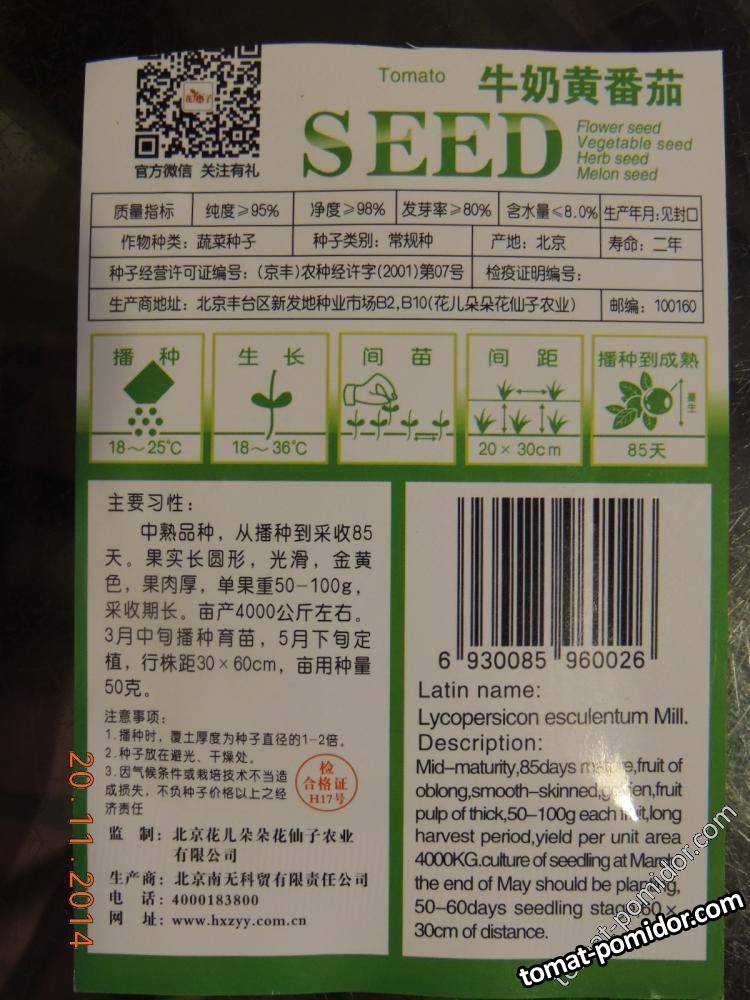 Tomato
牛奶黄番茄
SEED
Flower seed
Vegetable seed
Herb seed
Melon seed
官方微信 关注有礼
质量指标 纯度≥95% 净度≥98% 发芽率≥80% 含水量≤8.0% 生产年月:见封口
作物种类: 蔬菜种子 种子类别: 常规种 产地: 北京 寿命: 二年
种子经营许可证编号: (京丰)农种经许字(2001)第07号 检疫证明编号:
生产商地址: 北京丰台区新发地种业市场B2,B10(花儿朵朵花仙子农业) 邮编: 100160
播 种 生 长 间 苗 间 距 播种到成熟
18～25℃ 18～36℃ 20×30cm 85天
主要习性:
中熟品种，从播种到采收85
天。果实长圆形，光滑，金黄
色，果肉厚，单果重50-100g，
采收期长。亩产4000公斤左右。
3月中旬播种育苗，5月下旬定
植，行株距30×60cm，亩用种量
50克。
注意事项:
1.播种时，覆土厚度为种子直径的1-2倍。
2.种子放在避光、干燥处。
3.因气候条件或栽培技术不当造
成损失，不负种子价格以上之经
济责任
检
合格证
H17号
监 制: 北京花儿朵朵花仙子农业
有限公司
生产商: 北京南无科贸有限责任公司
电 话: 4000183800
网 址: www.hxzyy.com.cn
6 930085 960026
Latin name:
Lycopersicon esculentum Mill.
Description:
Mid-maturity,85days ,fruit of
oblong,smooth-skinned, ,fruit
pulp of thick,50-100g each ,long
harvest period,yield per unit area
4000KG.culture of seedling at
the end of May should be
50-60days seedling stage,60×
30cm of distance.
20.11.2014
tomat-pomidor.com
tomat-pomidor.com